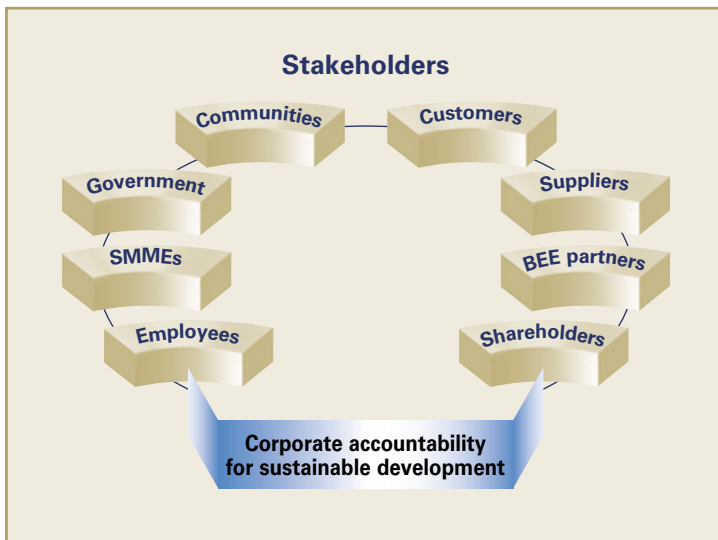 Stakeholders
Communities
Customers
Government
Suppliers
SMMEs
BEE partners
Employees
Shareholders
Corporate accountability
for sustainable development